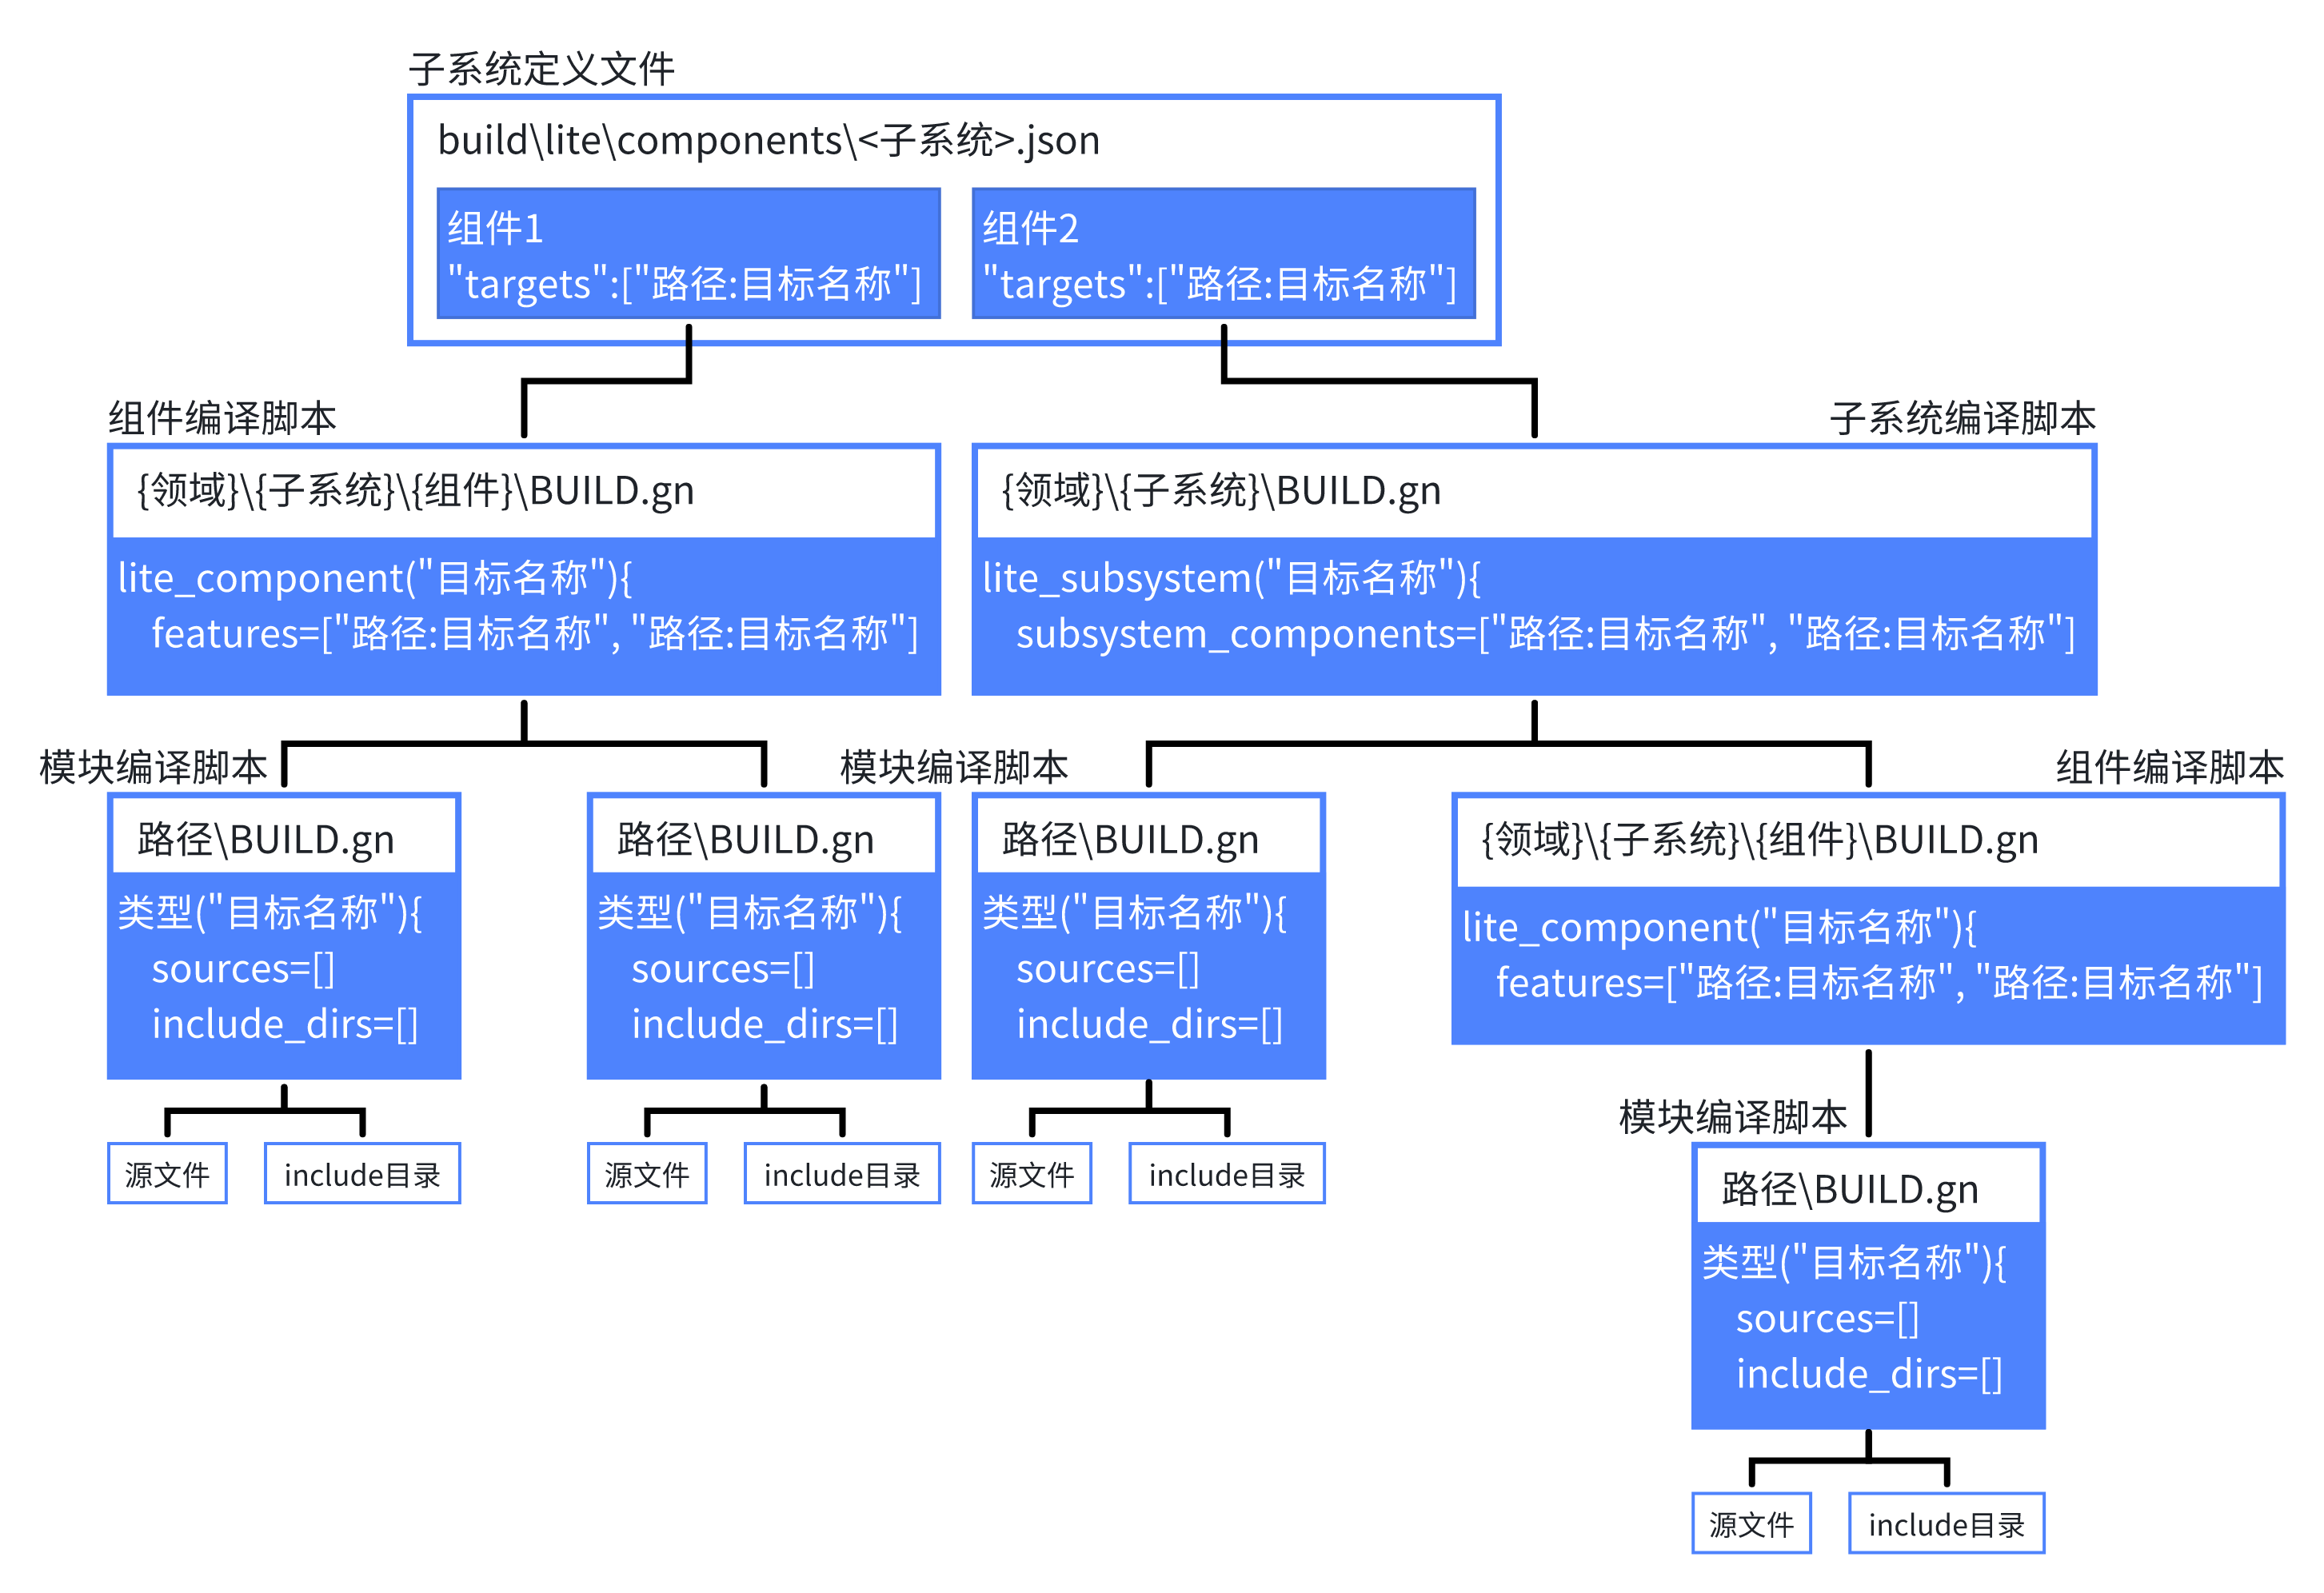 子系统定义文件
build\lite\components\<子系统>.json
组件1
"targets":["路径:目标名称"]
组件2
"targets":["路径:目标名称"]
组件编译脚本
{领域}\{子系统}\{组件}\BUILD.gn
lite_component("目标名称"){
features=["路径:目标名称", "路径:目标名称"]
子系统编译脚本
{领域}\{子系统}\BUILD.gn
lite_subsystem("目标名称"){
subsystem_components=["路径:目标名称", "路径:目标名称"]
模块编译脚本
路径\BUILD.gn
类型("目标名称"){
sources=[]
include_dirs=[]
源文件
include目录
路径\BUILD.gn
类型("目标名称"){
sources=[]
include_dirs=[]
源文件
include目录
模块编译脚本
路径\BUILD.gn
类型("目标名称"){
sources=[]
include_dirs=[]
源文件
include目录
组件编译脚本
{领域}\{子系统}\{组件}\BUILD.gn
lite_component("目标名称"){
features=["路径:目标名称", "路径:目标名称"]
模块编译脚本
路径\BUILD.gn
类型("目标名称"){
sources=[]
include_dirs=[]
源文件
include目录